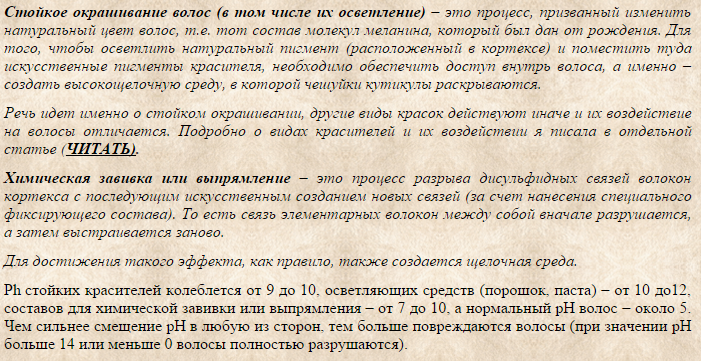 Стойкое окрашивание волос (в том числе их осветление) – это процесс, призванный изменить
натуральный цвет волос, т.е. тот состав молекул меланина, который был дан от рождения. Для
того, чтобы осветлить натуральный пигмент (расположенный в кортексе) и поместить туда
искусственные пигменты красителя, необходимо обеспечить доступ внутрь волоса, а именно –
создать высокощелочную среду, в которой чешуйки кутикулы раскрываются.
Речь идет именно о стойком окрашивании, другие виды красок действуют иначе и их воздействие
на волосы отличается. Подробно о видах красителей и их воздействии я писала в отдельной
статье (ЧИТАТЬ).
Химическая завивка или выпрямление – это процесс разрыва дисульфидных связей волокон
кортекса с последующим искусственным созданием новых связей (за счет нанесения специального
фиксирующего состава). То есть связь элементарных волокон между собой вначале разрушается,
а затем выстраивается заново.
Для достижения такого эффекта, как правило, также создается щелочная среда.
Ph стойких красителей колеблется от 9 до 10, осветляющих средств (порошок, паста) – от 10 до12,
составов для химической завивки или выпрямления – от 7 до 10, а нормальный pH волос – около 5.
Чем сильнее смещение pH в любую из сторон, тем больше повреждаются волосы (при значении pH
больше 14 или меньше 0 волосы полностью разрушаются).